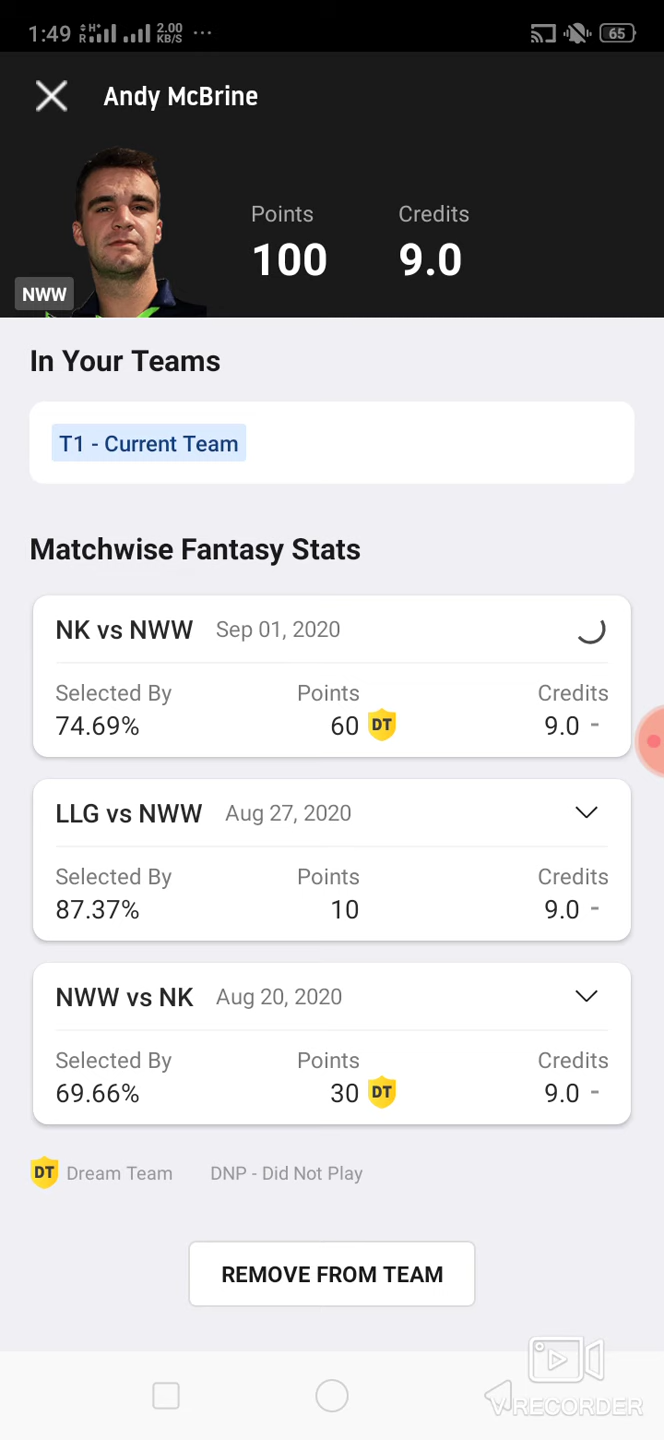 1:49 H+ R 2.00 KB/S ... 65
Andy McBrine
Points Credits
100 9.0
NWW
In Your Teams
T1 - Current Team
Matchwise Fantasy Stats
NK vs NWW Sep 01, 2020
Selected By Points Credits
74.69% 60 DT 9.0 -
LLG vs NWW Aug 27, 2020
Selected By Points Credits
87.37% 10 9.0 -
NWW vs NK Aug 20, 2020
Selected By Points Credits
69.66% 30 DT 9.0 -
DT Dream Team DNP - Did Not Play
REMOVE FROM TEAM
VRECORDER